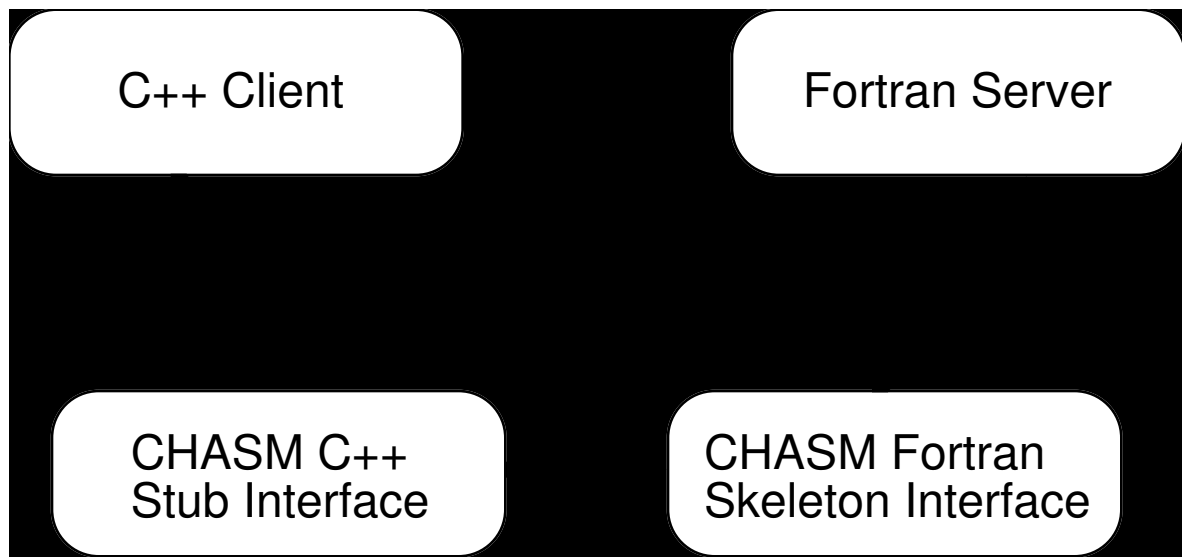 C++ Client
Fortran Server
CHASM C++
Stub Interface
CHASM Fortran
Skeleton Interface